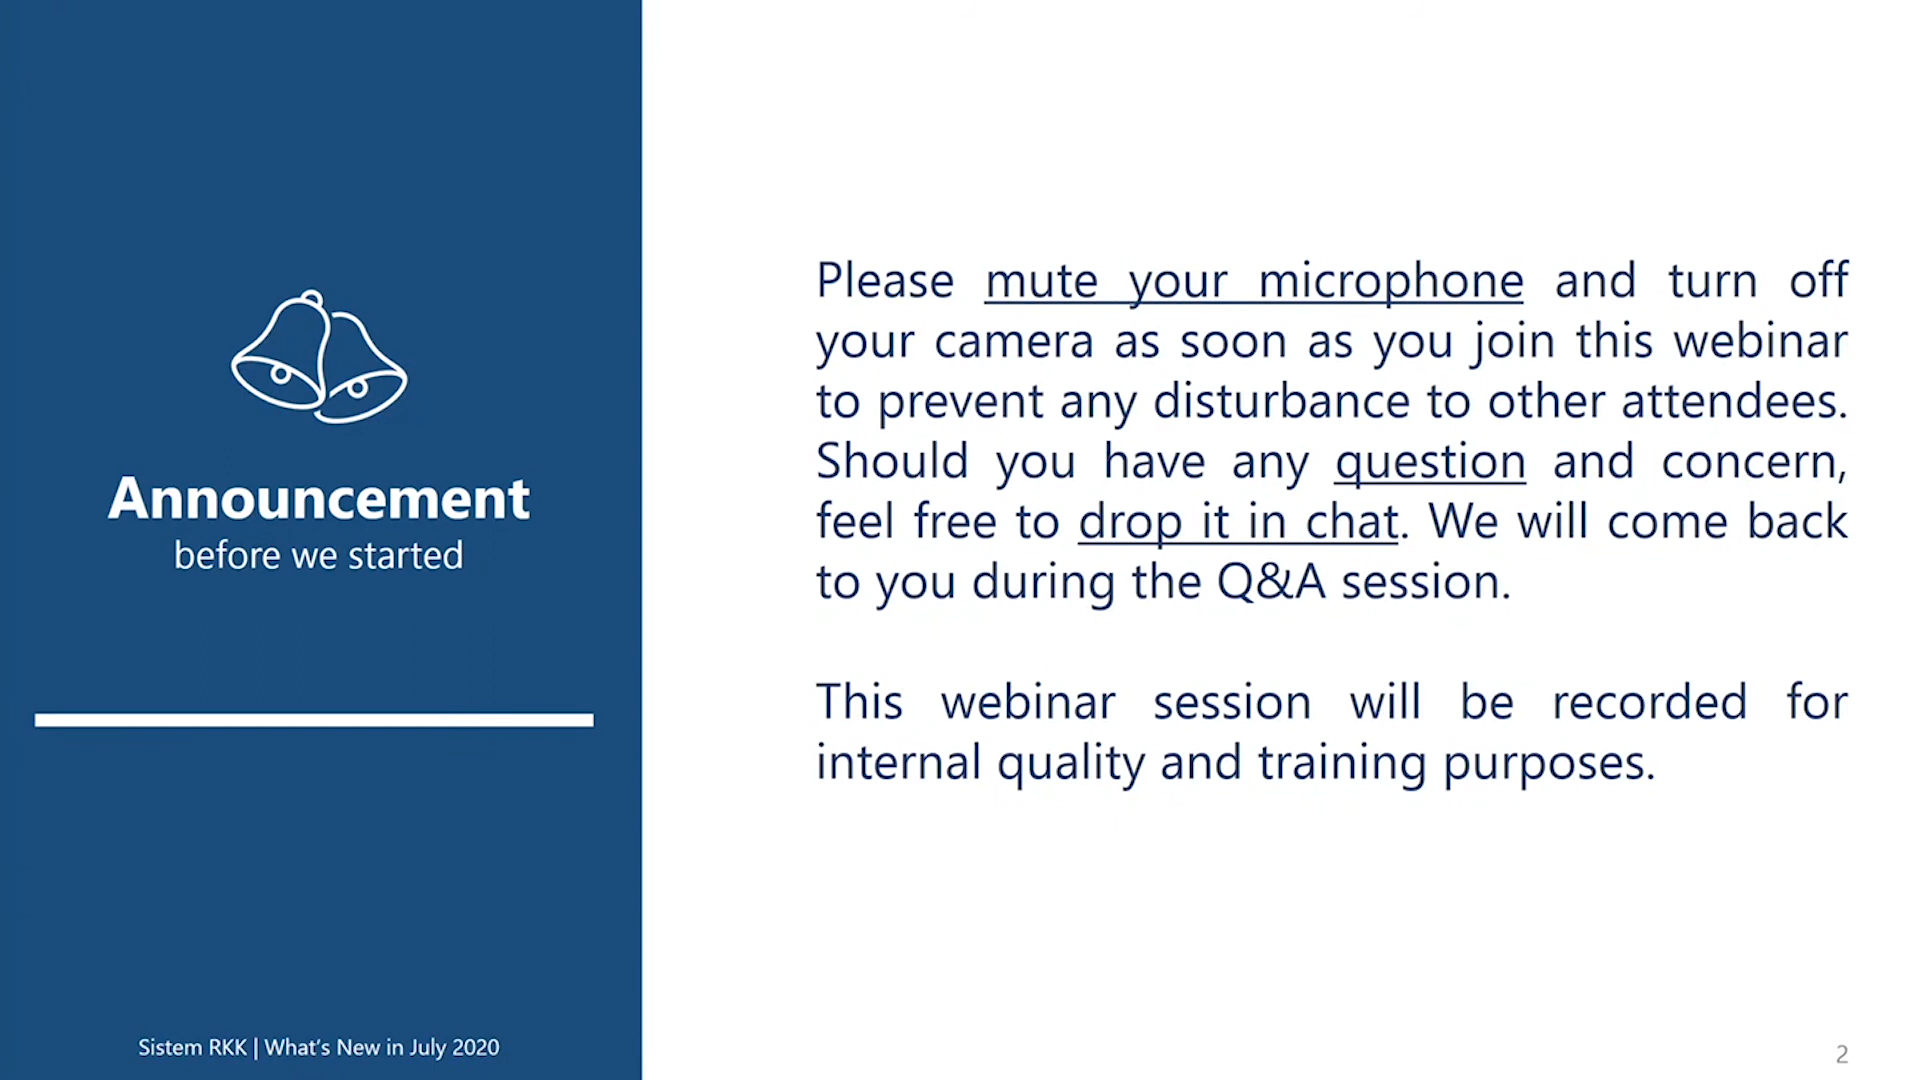 Announcement
before we started
Sistem RKK | What's New in July 2020
Please mute your microphone and turn off
your camera as soon as you join this webinar
to prevent any disturbance to other attendees.
Should you have any question and concern,
feel free to drop it in chat. We will come back
to you during the Q&A session.
This webinar session will be recorded for
internal quality and training purposes.
2